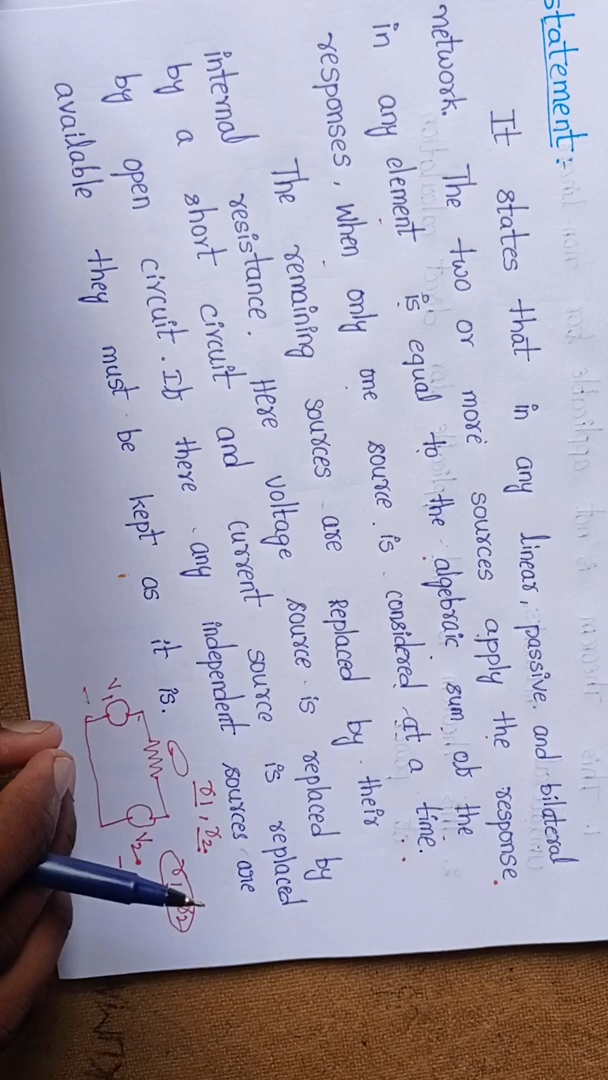 statement:
It states that in any linear, passive and bilateral
network. The two or more sources apply the response
in any element is equal to the algebraic sum of the
responses, when only one source is considered at a time.
The remaining sources are Replaced by their
internal resistance. Here voltage source is replaced by
by a short circuit and current source is replaced
by open circuit. If there any independent sources are
available they must be kept as it is.
V1
V2
r1, r2